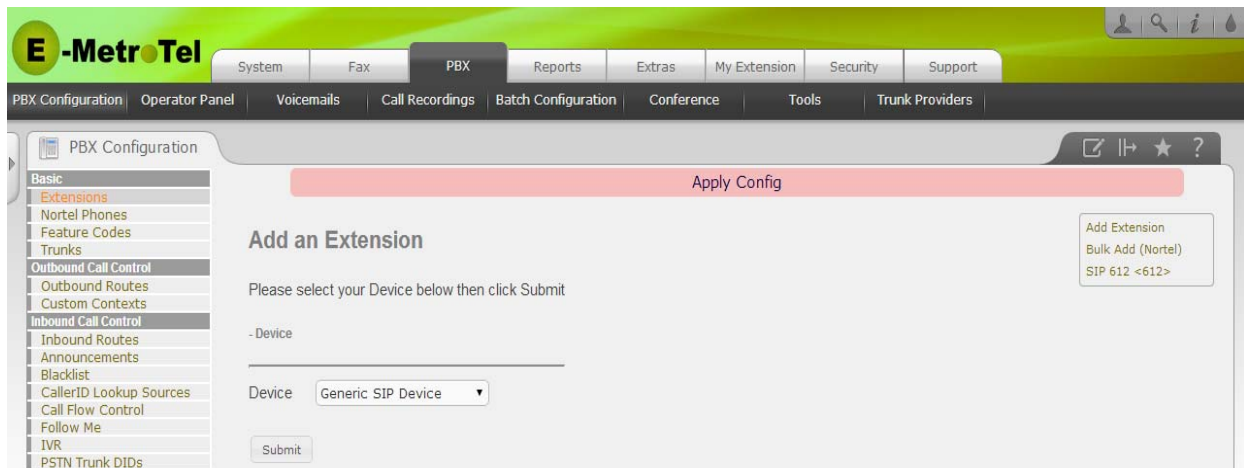 E-MetroTel
System Fax PBX Reports Extras My Extension Security Support
PBX Configuration Operator Panel Voicemails Call Recordings Batch Configuration Conference Tools Trunk Providers
PBX Configuration
?
Basic
Extensions
Nortel Phones
Feature Codes
Trunks
Outbound Call Control
Outbound Routes
Custom Contexts
Inbound Call Control
Inbound Routes
Announcements
Blacklist
CallerID Lookup Sources
Call Flow Control
Follow Me
IVR
PSTN Trunk DIDs
Apply Config
Add an Extension
Please select your Device below then click Submit
- Device
Device Generic SIP Device
Submit
Add Extension
Bulk Add (Nortel)
SIP 612 <612>